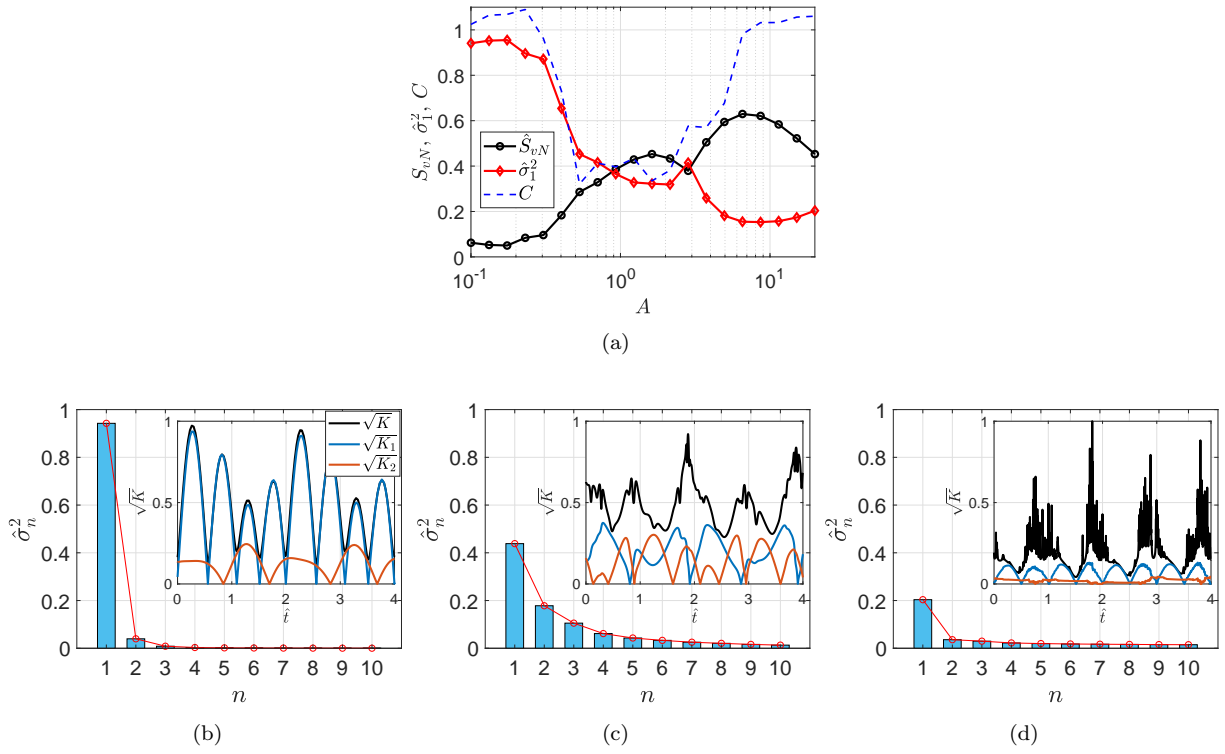 1
0.8
0.6
0.4
0.2
0
S_{vN}, σ̂_1^2, C
Ŝ_{vN}
σ̂_1^2
C
10^{-1} 10^0 10^1
A
(a)
1
0.8
0.6
0.4
0.2
0
σ̂_n^2
1
0.5
0
√K
√K
√K_1
√K_2
0 1 2 3 4
t̂
1 2 3 4 5 6 7 8 9 10
n
(b)
1
0.8
0.6
0.4
0.2
0
σ̂_n^2
1
0.5
0
√K
0 1 2 3 4
t̂
1 2 3 4 5 6 7 8 9 10
n
(c)
1
0.8
0.6
0.4
0.2
0
σ̂_n^2
1
0.5
0
√K
0 1 2 3 4
t̂
1 2 3 4 5 6 7 8 9 10
n
(d)